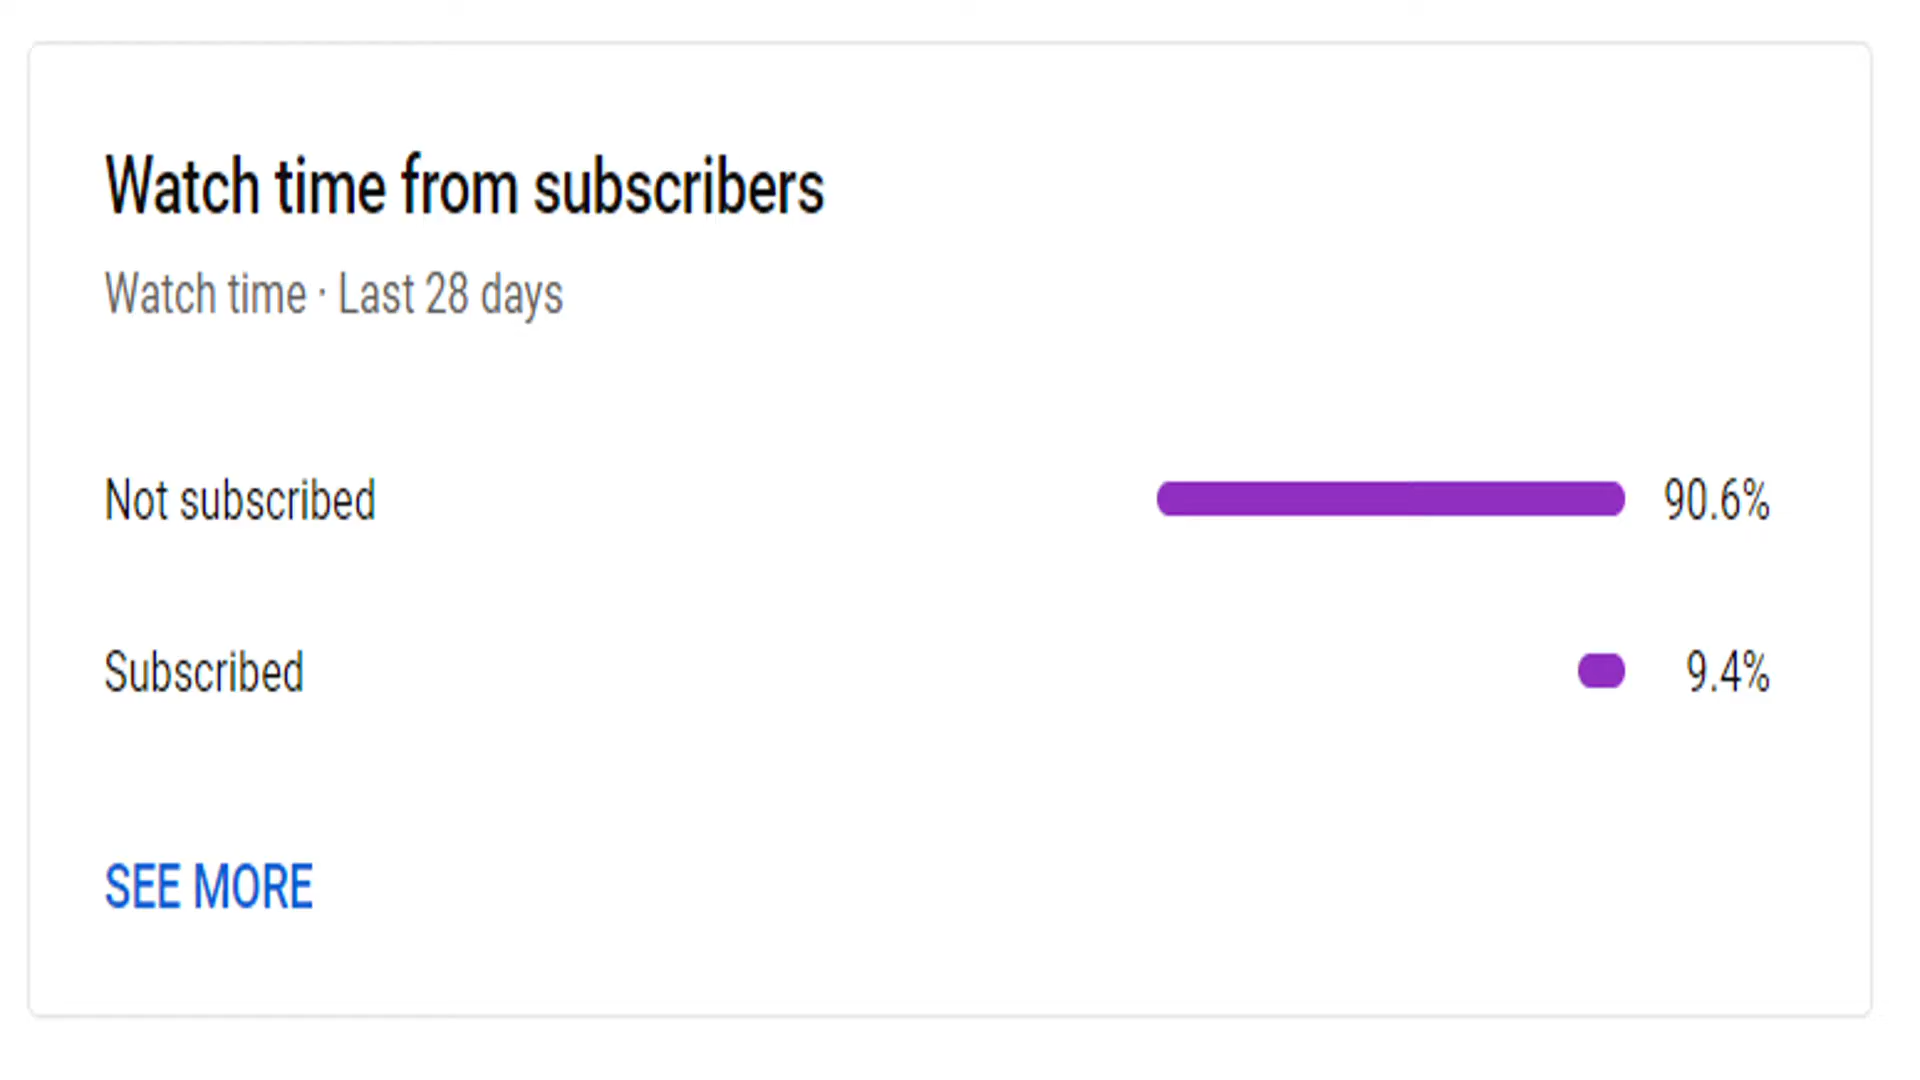 Watch time from subscribers
Watch time · Last 28 days
Not subscribed 90.6%
Subscribed 9.4%
SEE MORE